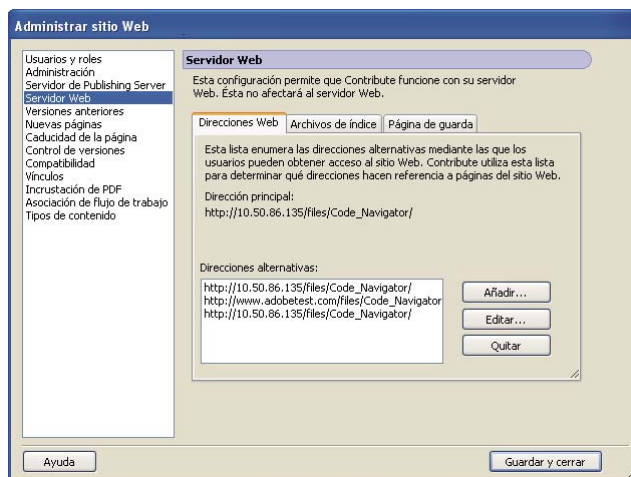 Administrar sitio Web
Usuarios y roles
Administración
Servidor de Publishing Server
Servidor Web
Versiones anteriores
Nuevas páginas
Caducidad de la página
Control de versiones
Compatibilidad
Vínculos
Incrustación de PDF
Asociación de flujo de trabajo
Tipos de contenido
Servidor Web
Esta configuración permite que Contribute funcione con su servidor
Web. Ésta no afectará al servidor Web.
Direcciones Web
Archivos de índice
Página de guarda
Esta lista enumera las direcciones alternativas mediante las que los
usuarios pueden obtener acceso al sitio Web. Contribute utiliza esta lista
para determinar qué direcciones hacen referencia a páginas del sitio Web.
Dirección principal:
http://10.50.86.135/files/Code_Navigator/
Direcciones alternativas:
http://10.50.86.135/files/Code_Navigator/
http://www.adobetest.com/files/Code_Navigator
http://10.50.86.135/files/Code_Navigator/
Añadir...
Editar...
Quitar
Ayuda
Guardar y cerrar